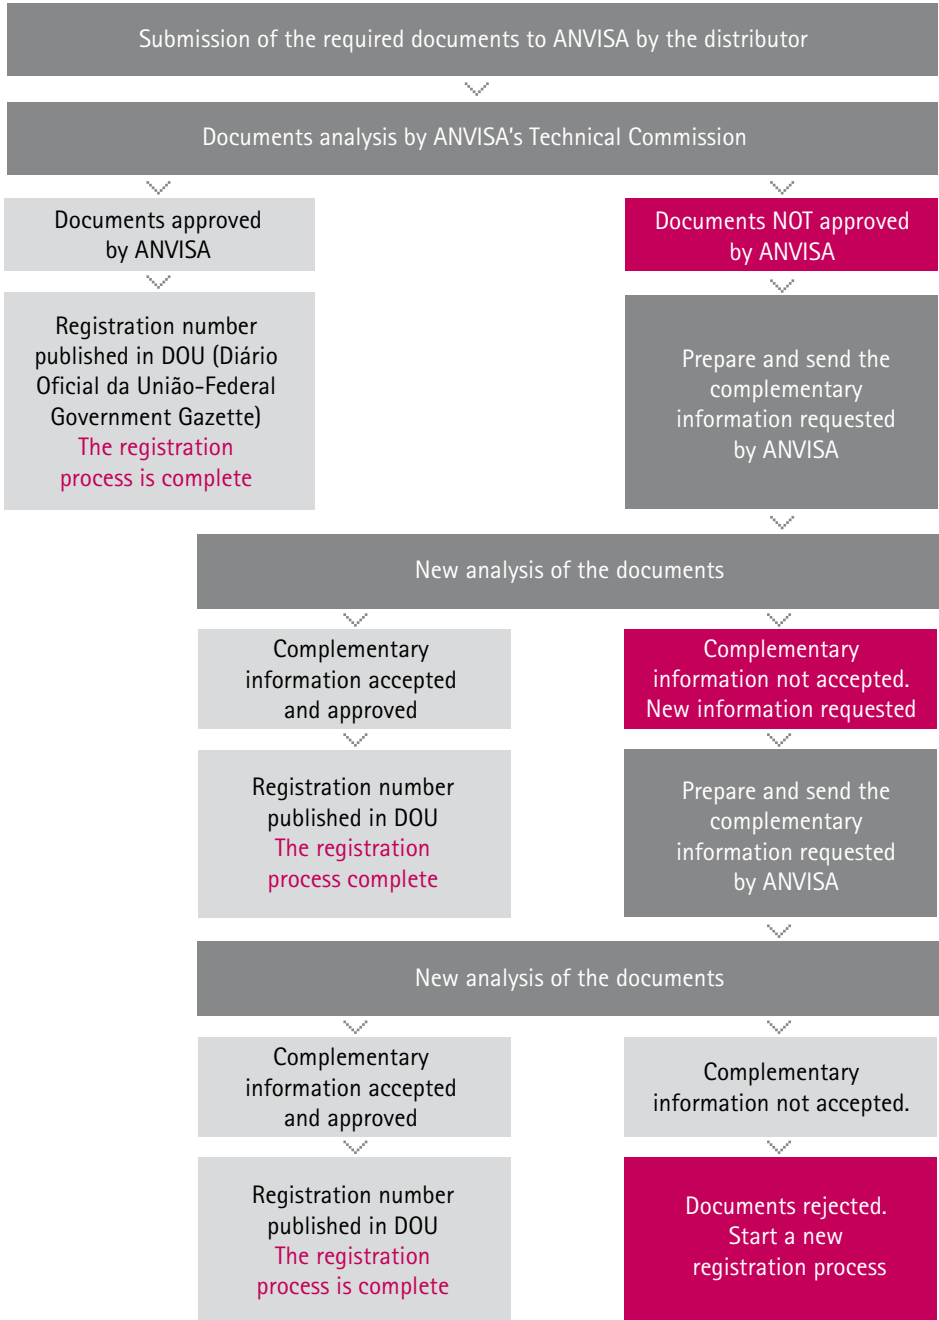 Submission of the required documents to ANVISA by the distributor
Documents analysis by ANVISA's Technical Commission
Documents approved
by ANVISA
Documents NOT approved
by ANVISA
Registration number
published in DOU (Diário
Oficial da União-Federal
Government Gazette)
The registration
process is complete
Prepare and send the
complementary
information requested
by ANVISA
New analysis of the documents
Complementary
information accepted
and approved
Complementary
information not accepted.
New information requested
Registration number
published in DOU
The registration
process complete
Prepare and send the
complementary
information requested
by ANVISA
New analysis of the documents
Complementary
information accepted
and approved
Complementary
information not accepted.
Registration number
published in DOU
The registration
process is complete
Documents rejected.
Start a new
registration process